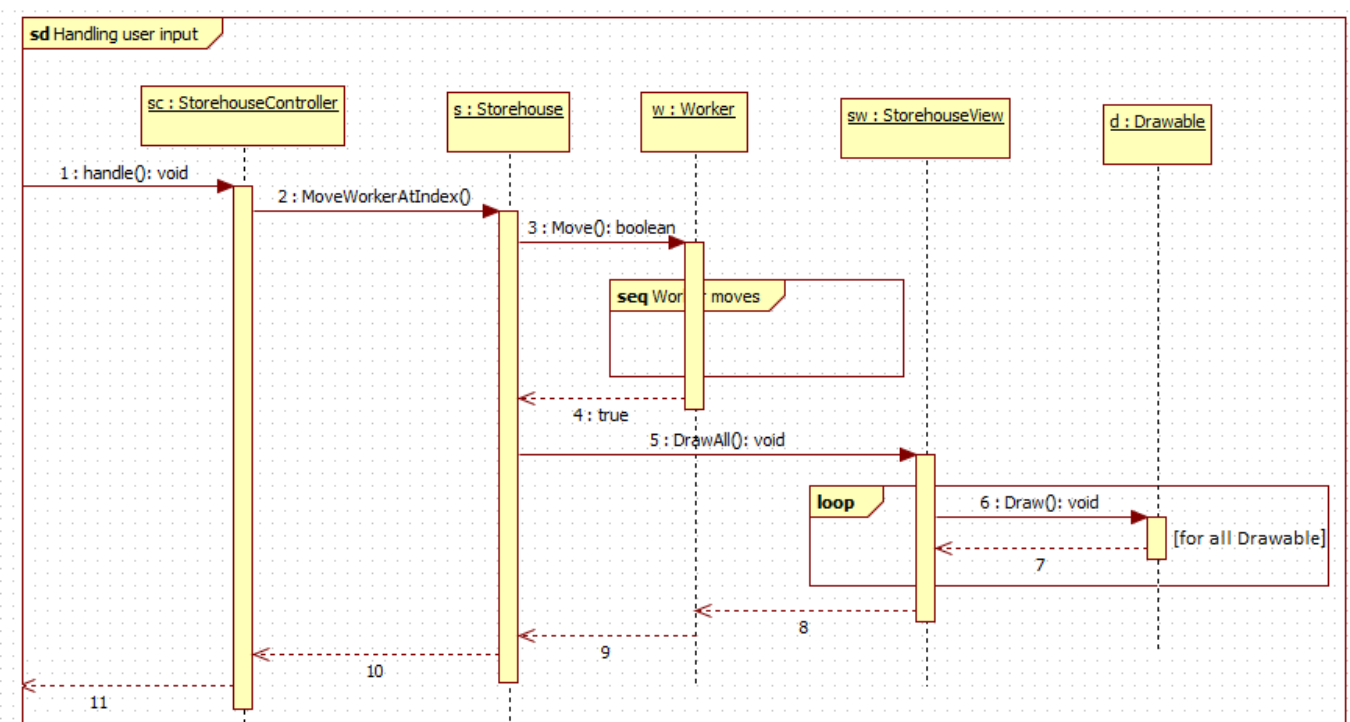 sd Handling user input
sc : StorehouseController
s : Storehouse
w : Worker
sw : StorehouseView
d : Drawable
1 : handle(): void
2 : MoveWorkerAtIndex()
3 : Move(): boolean
seq Wor r moves
4 : true
5 : DrawAll(): void
loop
6 : Draw(): void
[for all Drawable]
7
8
9
10
11